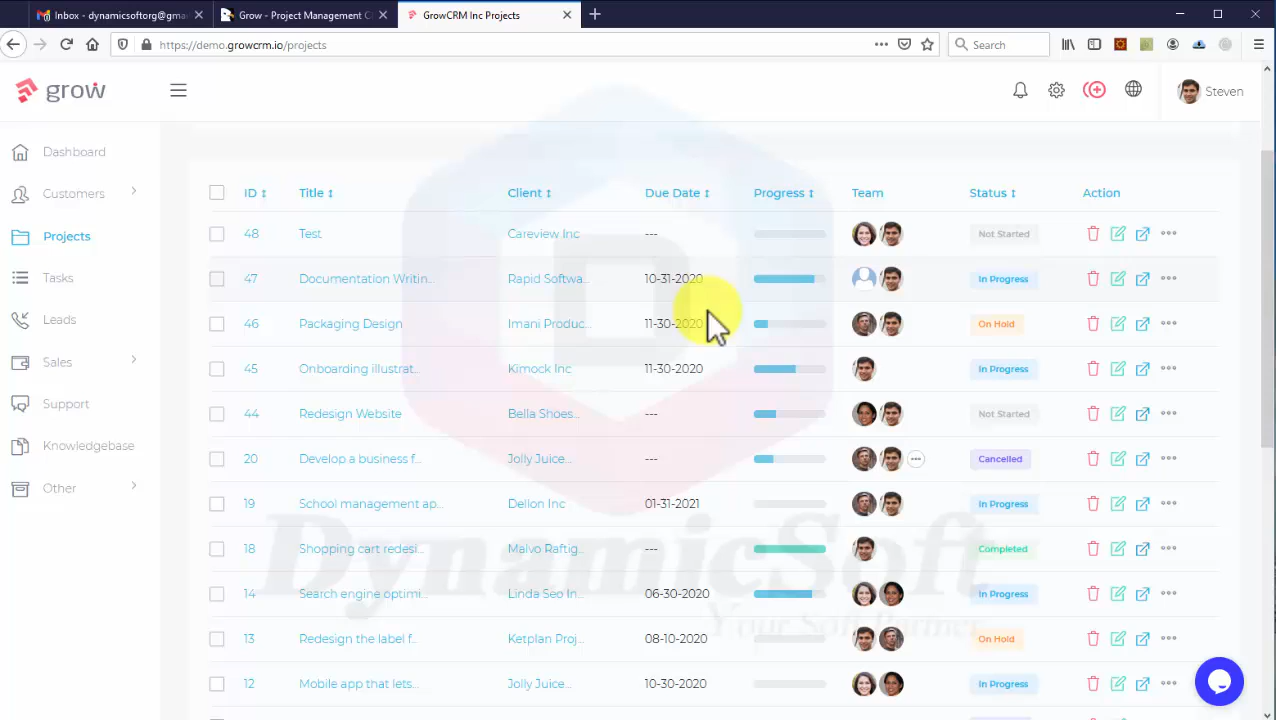 Inbox - dynamicsoftorg@gma
Grow - Project Management C
GrowCRM Inc Projects
https://demo.growcrm.io/projects
Search
grow
Steven
Dashboard
Customers
Projects
Tasks
Leads
Sales
Support
Knowledgebase
Other
ID Title Client Due Date Progress Team Status Action
48 Test Careview Inc --- Not Started
47 Documentation Writin... Rapid Softwa... 10-31-2020 In Progress
46 Packaging Design Imani Produc... 11-30-2020 On Hold
45 Onboarding illustrat... Kimock Inc 11-30-2020 In Progress
44 Redesign Website Bella Shoes... --- Not Started
20 Develop a business f... Jolly Juice... --- Cancelled
19 School management ap... Dellon Inc 01-31-2021 In Progress
18 Shopping cart redesi... Malvo Raftig... --- Completed
14 Search engine optimi... Linda Seo In... 06-30-2020 In Progress
13 Redesign the label f... Ketplan Proj... 08-10-2020 On Hold
12 Mobile app that lets... Jolly Juice... 10-30-2020 In Progress
DynamicSoft
Your Soft Partner